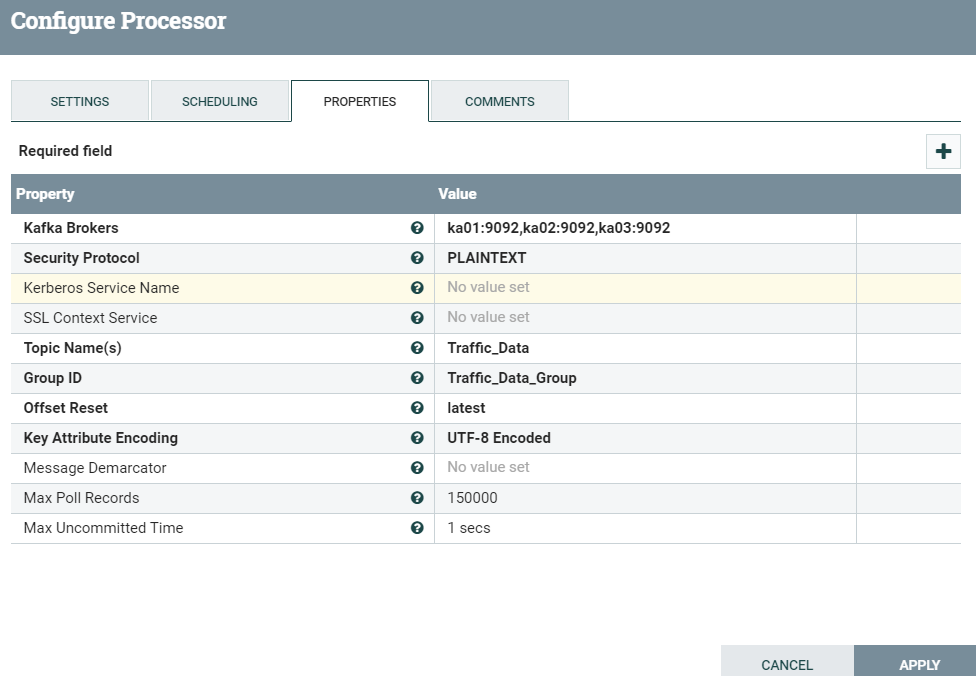 Configure Processor
SETTINGS SCHEDULING PROPERTIES COMMENTS
Required field
Property Value
Kafka Brokers ka01:9092,ka02:9092,ka03:9092
Security Protocol PLAINTEXT
Kerberos Service Name No value set
SSL Context Service No value set
Topic Name(s) Traffic_Data
Group ID Traffic_Data_Group
Offset Reset latest
Key Attribute Encoding UTF-8 Encoded
Message Demarcator No value set
Max Poll Records 150000
Max Uncommitted Time 1 secs
CANCEL APPLY